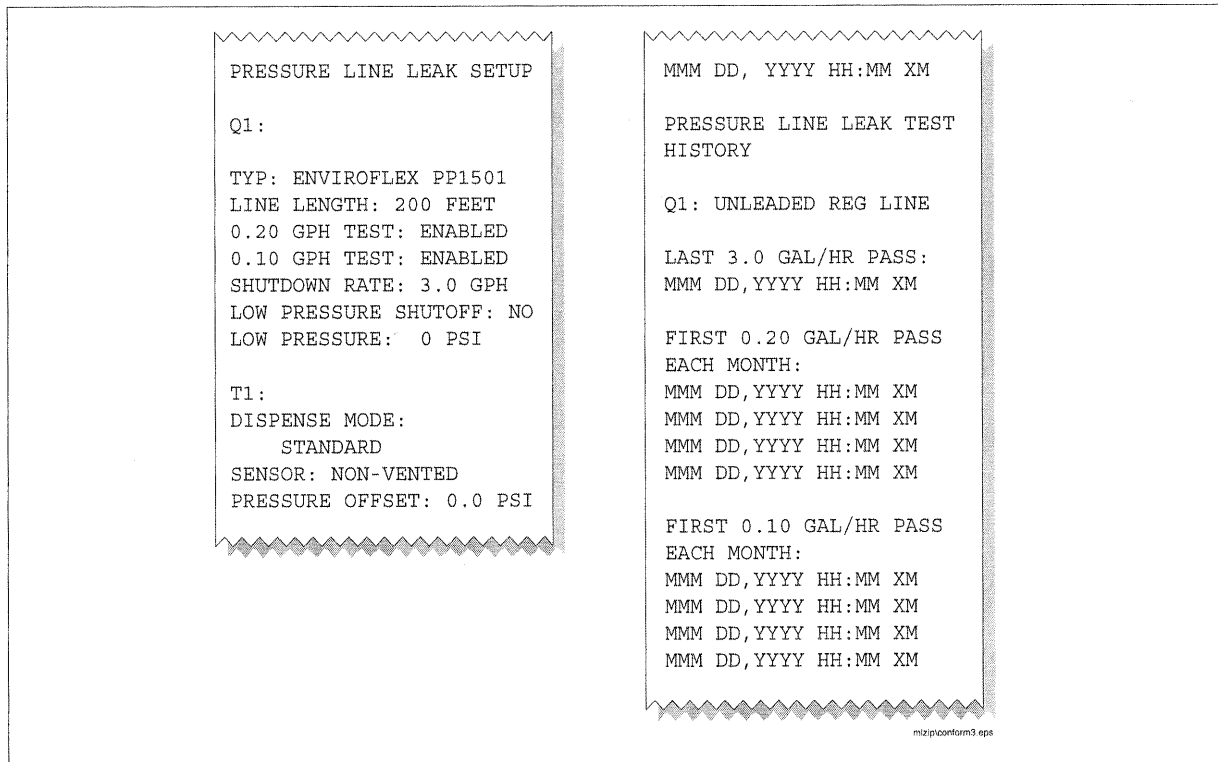 PRESSURE LINE LEAK SETUP
Q1:
TYP: ENVIROFLEX PP1501
LINE LENGTH: 200 FEET
0.20 GPH TEST: ENABLED
0.10 GPH TEST: ENABLED
SHUTDOWN RATE: 3.0 GPH
LOW PRESSURE SHUTOFF: NO
LOW PRESSURE: 0 PSI
T1:
DISPENSE MODE:
STANDARD
SENSOR: NON-VENTED
PRESSURE OFFSET: 0.0 PSI
MMM DD, YYYY HH:MM XM
PRESSURE LINE LEAK TEST
HISTORY
Q1: UNLEADED REG LINE
LAST 3.0 GAL/HR PASS:
MMM DD,YYYY HH:MM XM
FIRST 0.20 GAL/HR PASS
EACH MONTH:
MMM DD,YYYY HH:MM XM
MMM DD,YYYY HH:MM XM
MMM DD,YYYY HH:MM XM
MMM DD,YYYY HH:MM XM
FIRST 0.10 GAL/HR PASS
EACH MONTH:
MMM DD,YYYY HH:MM XM
MMM DD,YYYY HH:MM XM
MMM DD,YYYY HH:MM XM
MMM DD,YYYY HH:MM XM
mlzip\conform3.eps